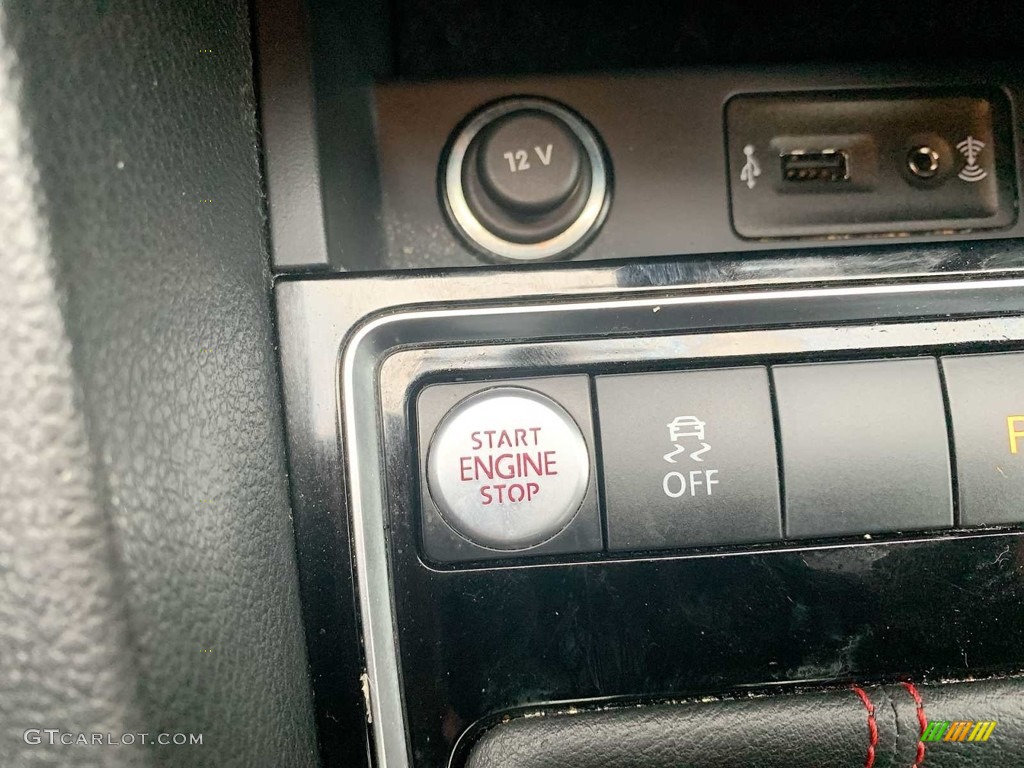 12 V
START
ENGINE
STOP
OFF
GTCARLOT.COM